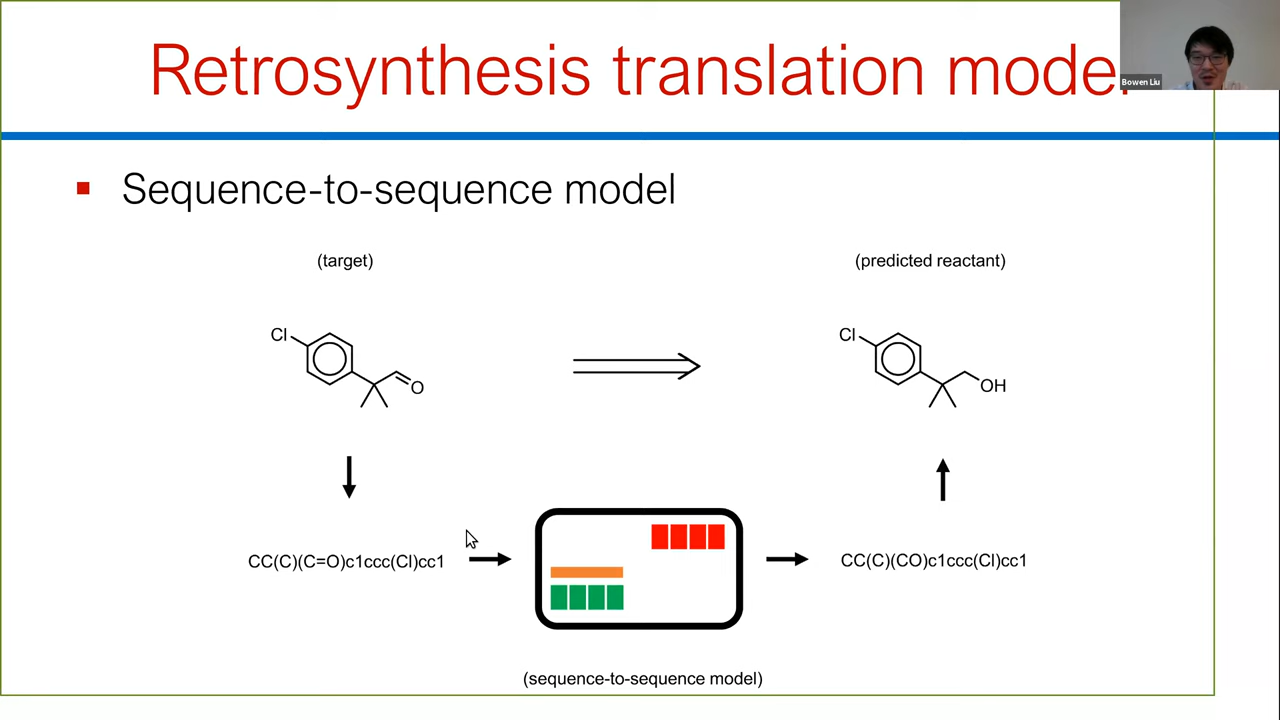 Retrosynthesis translation model
Bowen Liu
Sequence-to-sequence model
(target)
(predicted reactant)
Cl
O
Cl
OH
CC(C)(C=O)c1ccc(Cl)cc1
CC(C)(CO)c1ccc(Cl)cc1
(sequence-to-sequence model)